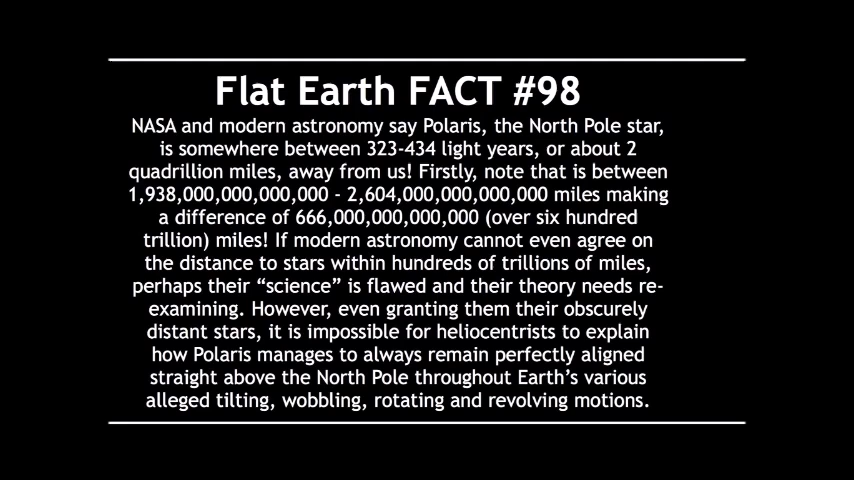 Flat Earth FACT #98
NASA and modern astronomy say Polaris, the North Pole star,
is somewhere between 323-434 light years, or about 2
quadrillion miles, away from us! Firstly, note that is between
1,938,000,000,000,000 - 2,604,000,000,000,000 miles making
a difference of 666,000,000,000,000 (over six hundred
trillion) miles! If modern astronomy cannot even agree on
the distance to stars within hundreds of trillions of miles,
perhaps their “science” is flawed and their theory needs re-
examining. However, even granting them their obscurely
distant stars, it is impossible for heliocentrists to explain
how Polaris manages to always remain perfectly aligned
straight above the North Pole throughout Earth’s various
alleged tilting, wobbling, rotating and revolving motions.